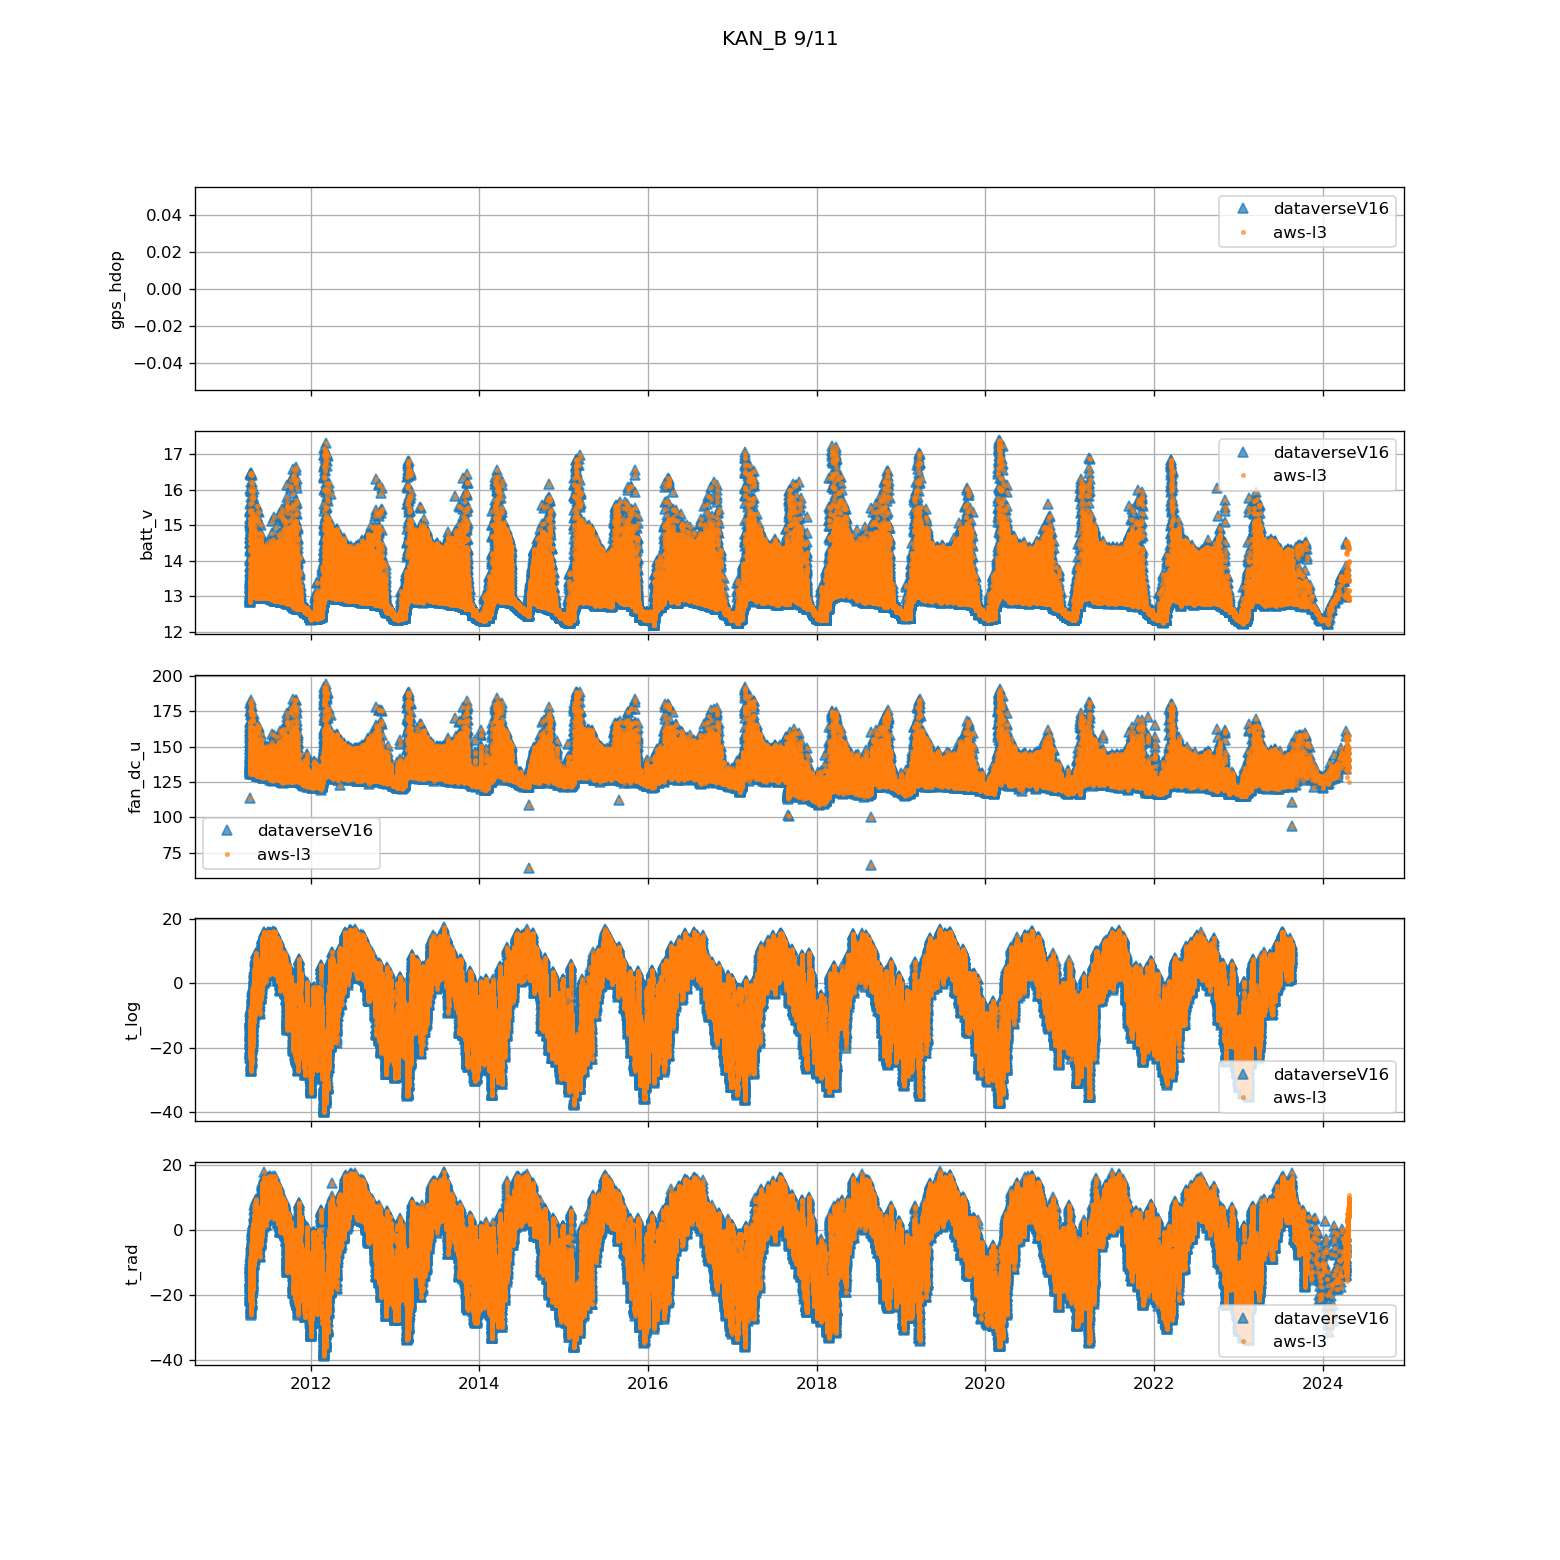 KAN_B 9/11
gps_hdop
0.04
0.02
0.00
−0.02
−0.04
dataverseV16
aws-l3
batt_v
17
16
15
14
13
12
dataverseV16
aws-l3
fan_dc_u
200
175
150
125
100
75
dataverseV16
aws-l3
t_log
20
0
−20
−40
dataverseV16
aws-l3
t_rad
20
0
−20
−40
dataverseV16
aws-l3
2012 2014 2016 2018 2020 2022 2024